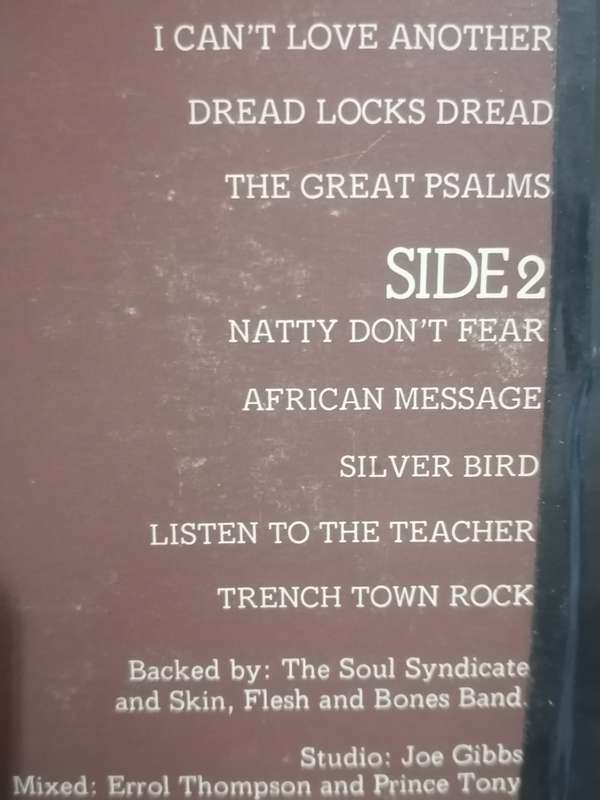 I CAN'T LOVE ANOTHER
DREAD LOCKS DREAD
THE GREAT PSALMS
SIDE 2
NATTY DON'T FEAR
AFRICAN MESSAGE
SILVER BIRD
LISTEN TO THE TEACHER
TRENCH TOWN ROCK
Backed by: The Soul Syndicate
and Skin, Flesh and Bones Band.
Studio: Joe Gibbs
Mixed: Errol Thompson and Prince Tony